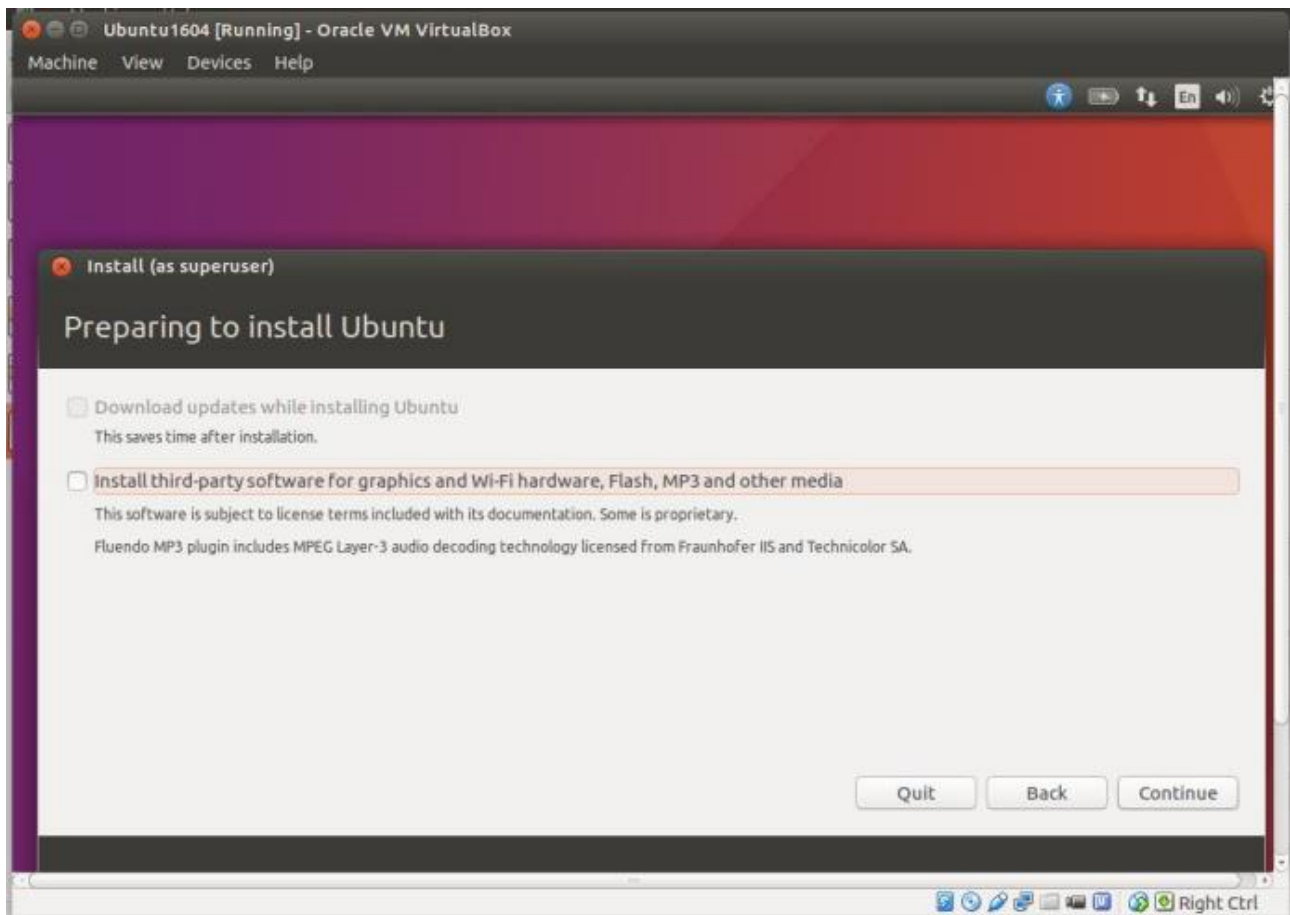 Ubuntu1604 [Running] - Oracle VM VirtualBox
Machine View Devices Help
En
Install (as superuser)
Preparing to install Ubuntu
Download updates while installing Ubuntu
This saves time after installation.
Install third-party software for graphics and Wi-Fi hardware, Flash, MP3 and other media
This software is subject to license terms included with its documentation. Some is proprietary.
Fluendo MP3 plugin includes MPEG Layer-3 audio decoding technology licensed from Fraunhofer IIS and Technicolor SA.
Quit Back Continue
Right Ctrl